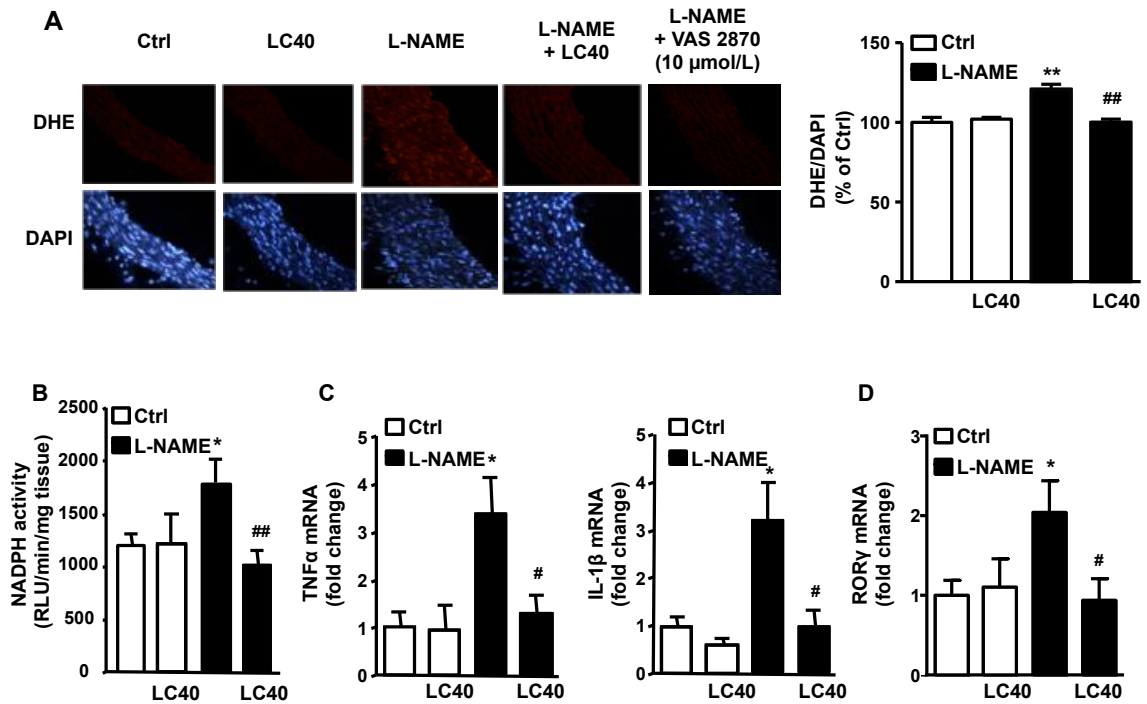 A
Ctrl
LC40
L-NAME
L-NAME
+ LC40
L-NAME
+ VAS 2870
(10 µmol/L)
DHE
DAPI
DHE/DAPI
(% of Ctrl)
150
100
50
0
Ctrl
L-NAME
**
##
LC40
LC40
B
NADPH activity
(RLU/min/mg tissue)
2500
2000
1500
1000
500
0
Ctrl
L-NAME
*
##
LC40
LC40
C
TNFα mRNA
(fold change)
5
4
3
2
1
0
Ctrl
L-NAME
*
#
LC40
LC40
IL-1β mRNA
(fold change)
5
4
3
2
1
0
Ctrl
L-NAME
*
#
LC40
LC40
D
RORγ mRNA
(fold change)
3
2
1
0
Ctrl
L-NAME
*
#
LC40
LC40